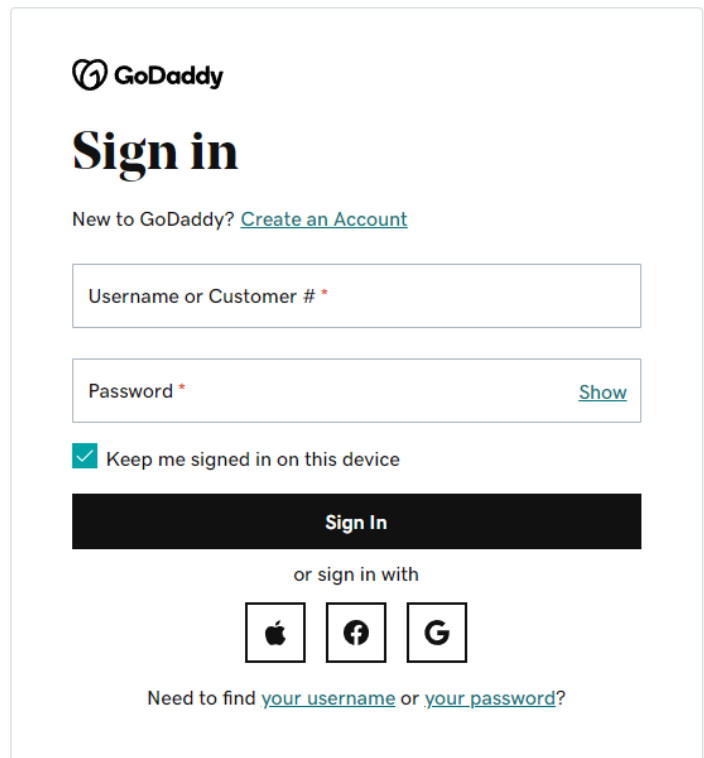 GoDaddy
Sign in
New to GoDaddy? Create an Account
Username or Customer # *
Password * Show
Keep me signed in on this device
Sign In
or sign in with
Need to find your username or your password?